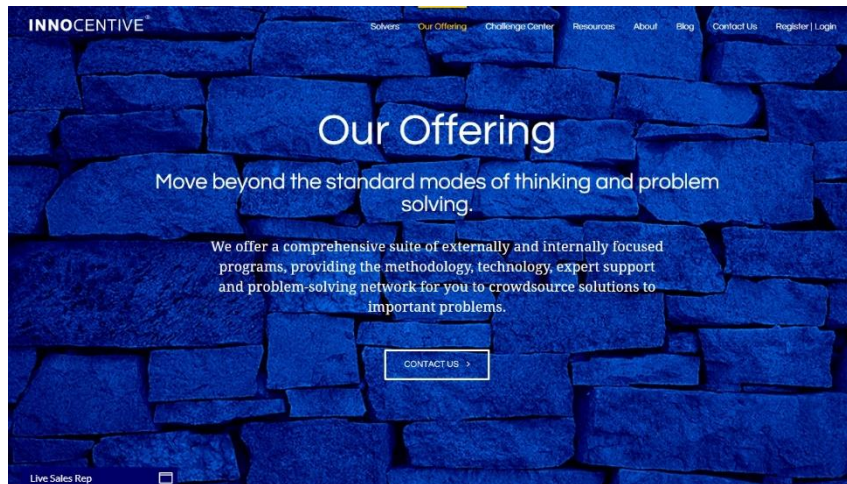 INNOCENTIVE®
Solvers Our Offering Challenge Center Resources About Blog Contact Us Register | Login
Our Offering
Move beyond the standard modes of thinking and problem
solving.
We offer a comprehensive suite of externally and internally focused
programs, providing the methodology, technology, expert support
and problem-solving network for you to crowdsource solutions to
important problems.
CONTACT US >
Live Sales Rep